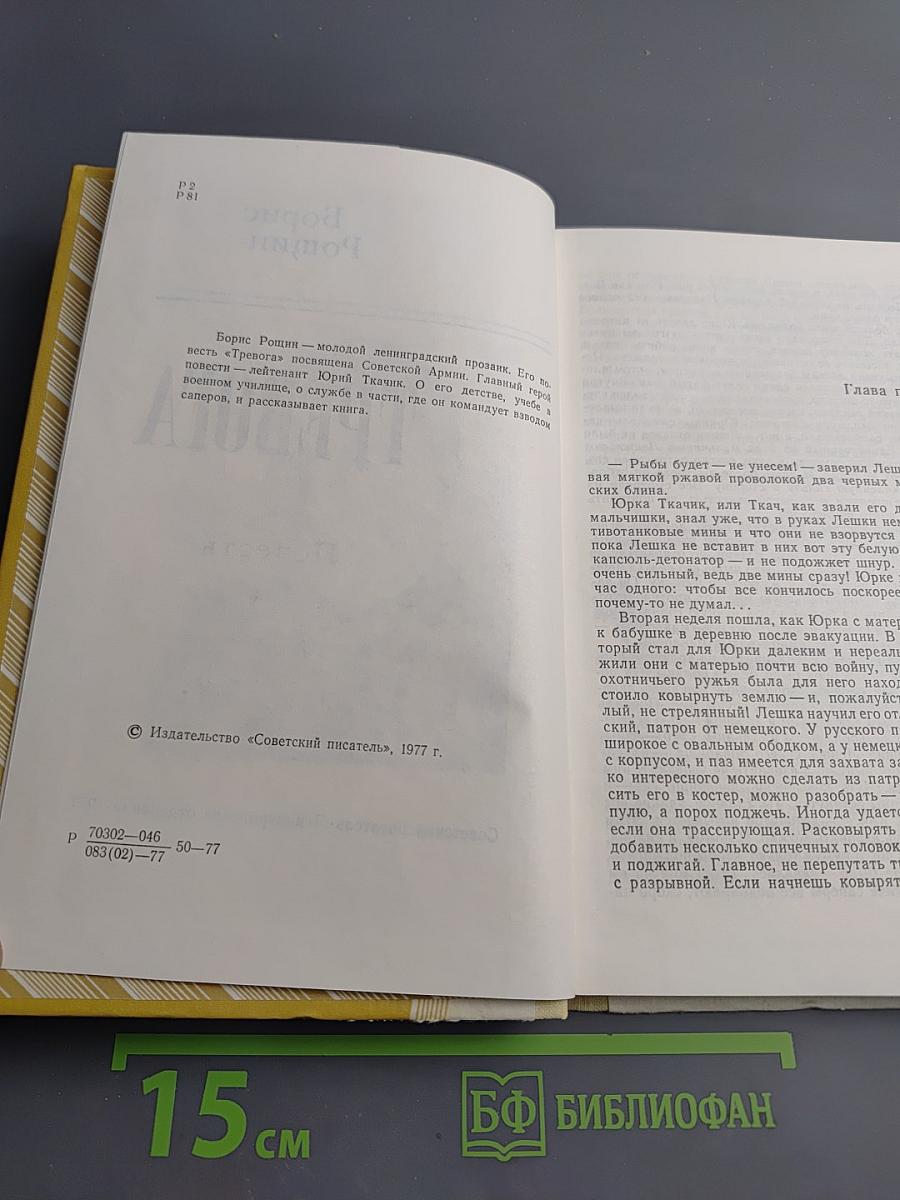 Р 2
Р 81
Борис Рощин — молодой ленинградский прозаик. Его по-
весть «Тревога» посвящена Советской Армии. Главный герой
повести — лейтенант Юрий Ткачик. О его детстве, учебе в
военном училище, о службе в части, где он командует взводом
саперов, и рассказывает книга.
© Издательство «Советский писатель», 1977 г.
Р 70302—046
083(02)—77 50—77
Глава п
— Рыбы будет — не унесем! — заверил Леш
вая мягкой ржавой проволокой два черных м
ских блина.
Юрка Ткачик, или Ткач, как звали его д
мальчишки, знал уже, что в руках Лешки нем
тивотанковые мины и что они не взорвутся
пока Лешка не вставит в них вот эту белую
капсюль-детонатор — и не подожжет шнур.
очень сильный, ведь две мины сразу! Юрке
час одного: чтобы все кончилось поскорее
почему-то не думал...
Вторая неделя пошла, как Юрка с матер
к бабушке в деревню после эвакуации. В
торый стал для Юрки далеким и нереаль
жили они с матерью почти всю войну, пу
охотничьего ружья была для него наход
стоило ковырнуть землю — и, пожалуйст
лый, не стрелянный! Лешка научил его отл
ский, патрон от немецкого. У русского п
широкое с овальным ободком, а у немецк
с корпусом, и паз имеется для захвата за
ко интересного можно сделать из патр
сить его в костер, можно разобрать —
пулю, а порох поджечь. Иногда удаетс
если она трассирующая. Расковырять
добавить несколько спичечных головок
и поджигай. Главное, не перепутать т
с разрывной. Если начнешь ковырят
15 см
БФ БИБЛИОФАН